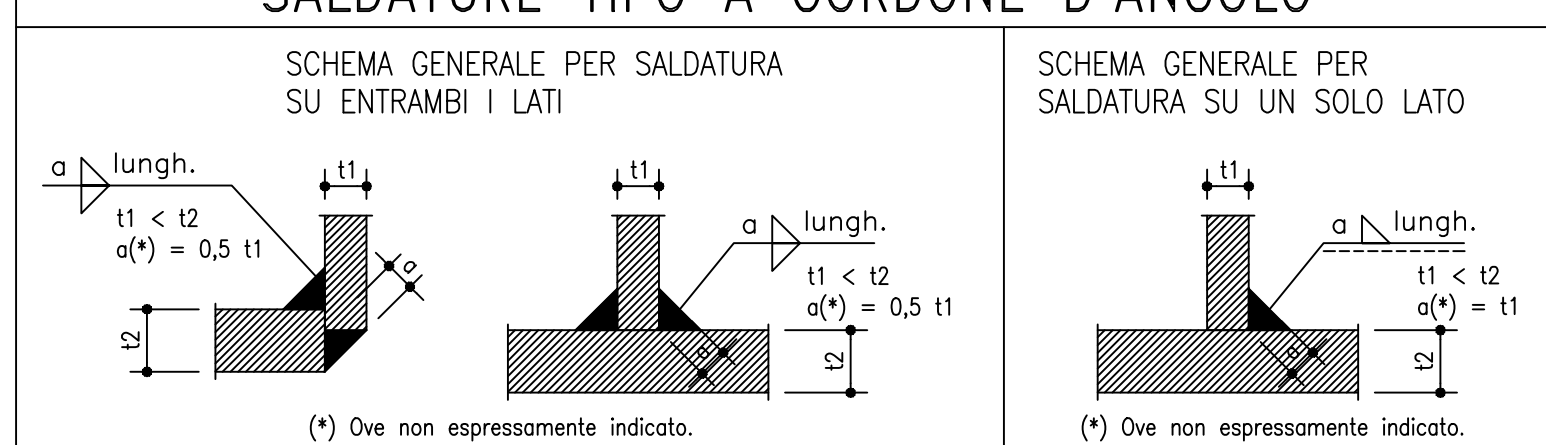 SALDATURE TIPO A CORDONE D'ANGOLO
SCHEMA GENERALE PER SALDATURA
SU ENTRAMBI I LATI
a lungh.
t1 < t2
a(*) = 0,5 t1
t1
a
t2
t1
a lungh.
t1 < t2
a(*) = 0,5 t1
a
t2
(*) Ove non espressamente indicato.
SCHEMA GENERALE PER
SALDATURA SU UN SOLO LATO
t1
a lungh.
t1 < t2
a(*) = t1
a
t2
(*) Ove non espressamente indicato.